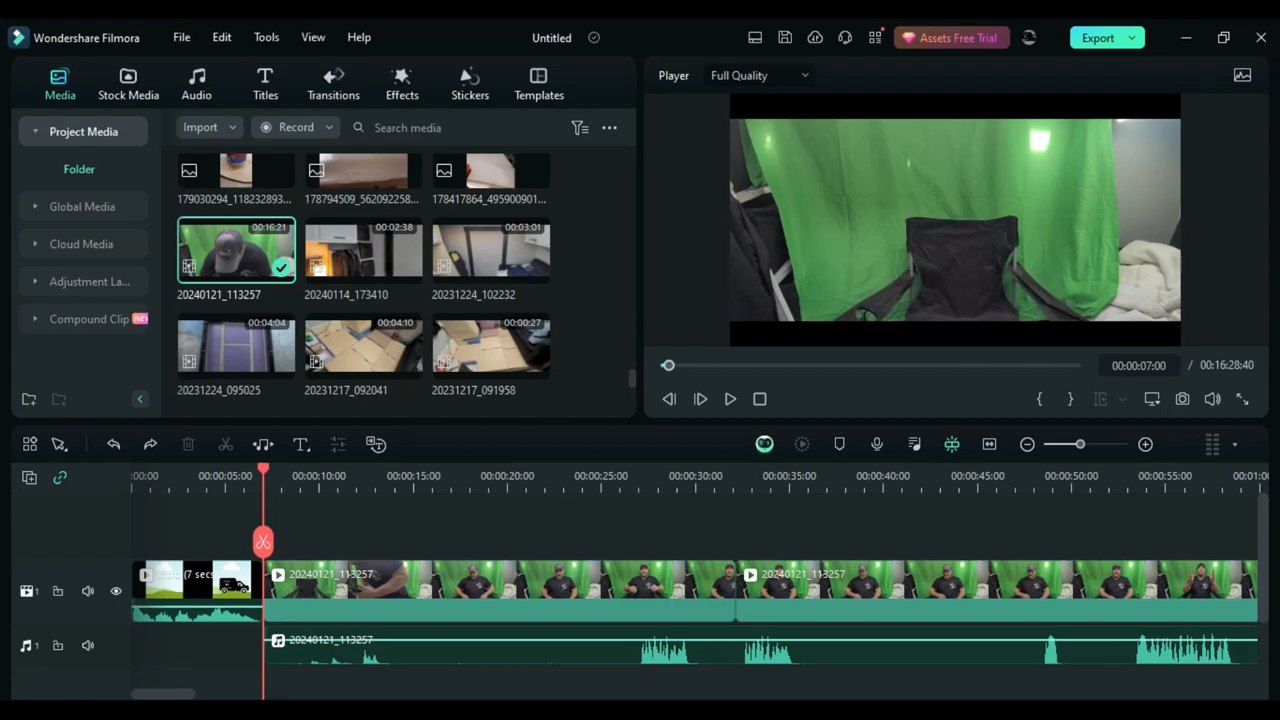 Wondershare Filmora File Edit Tools View Help Untitled Assets Free Trial Export
Media Stock Media Audio Titles Transitions Effects Stickers Templates
Player Full Quality
Project Media
Folder
Global Media
Cloud Media
Adjustment La...
Compound Clip NEW
Import Record Search media
179030294_118232893... 178794509_562092258... 178417864_495900901...
00:16:21 00:02:38 00:03:01
20240121_113257 20240114_173410 20231224_102232
00:04:04 00:04:10 00:00:27
20231224_095025 20231217_092041 20231217_091958
00:00:07:00 / 00:16:28:40
:00:00 00:00:05:00 00:00:10:00 00:00:15:00 00:00:20:00 00:00:25:00 00:00:30:00 00:00:35:00 00:00:40:00 00:00:45:00 00:00:50:00 00:00:55:00 00:01:0
1 (7 secs 20240121_113257 20240121_113257
1 20240121_113257